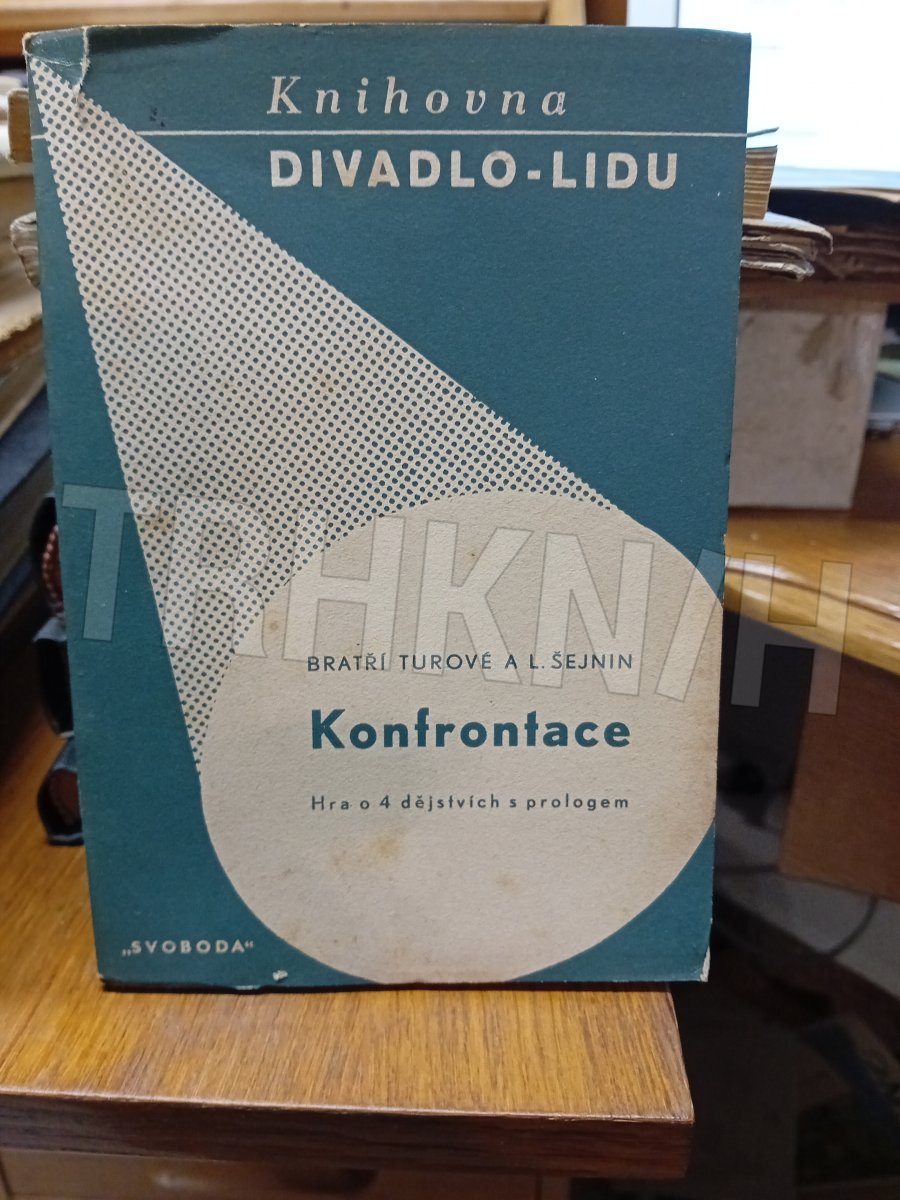 Knihovna
DIVADLO-LIDU
TRHKNIH
BRATŘÍ TUROVÉ A L. ŠEJNIN
Konfrontace
Hra o 4 dějstvích s prologem
„SVOBODA“